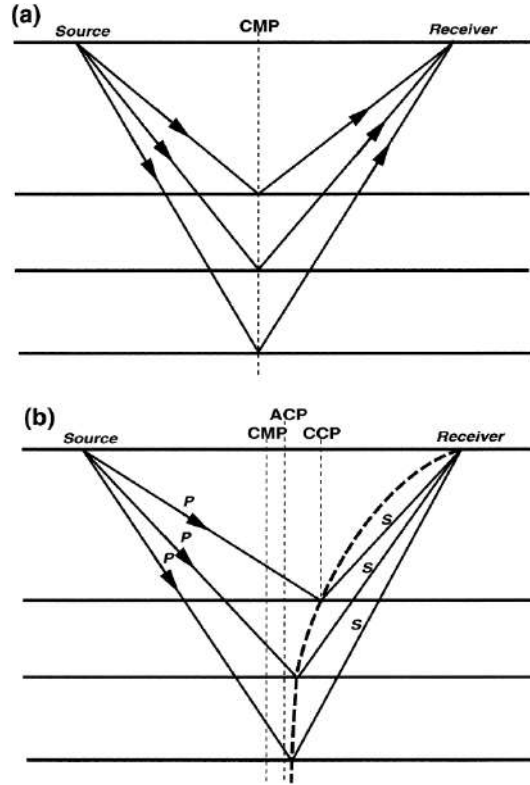 (a)
Source CMP Receiver
(b)
ACP
Source CMP CCP Receiver
P
P S
P S
S